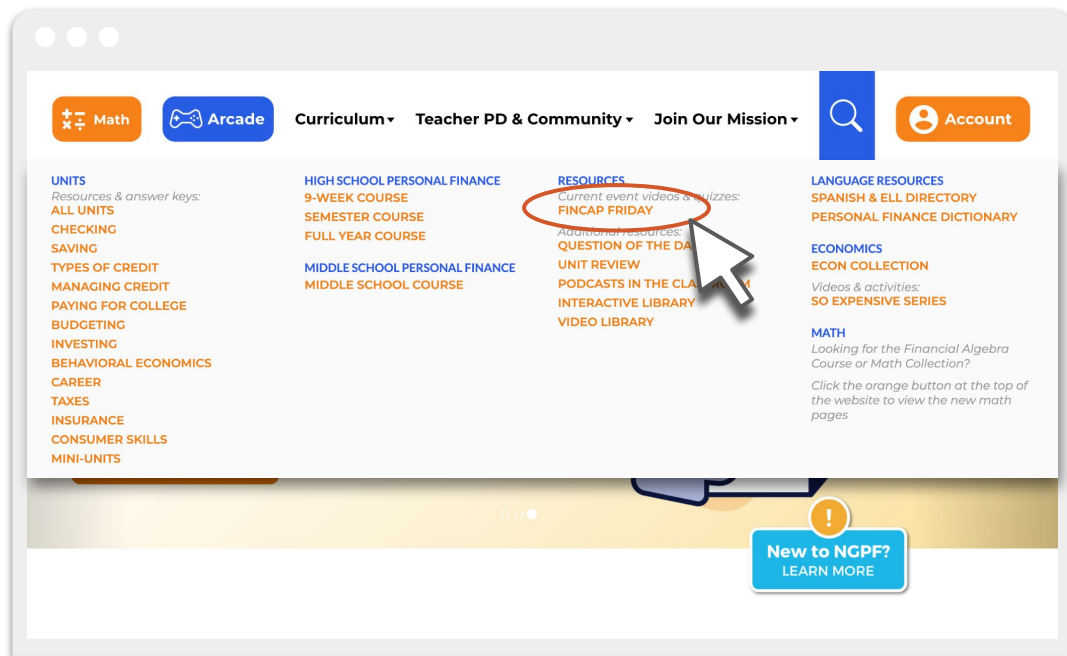 Math
Arcade
Curriculum
Teacher PD & Community
Join Our Mission
Account
UNITS
Resources & answer keys:
ALL UNITS
CHECKING
SAVING
TYPES OF CREDIT
MANAGING CREDIT
PAYING FOR COLLEGE
BUDGETING
INVESTING
BEHAVIORAL ECONOMICS
CAREER
TAXES
INSURANCE
CONSUMER SKILLS
MINI-UNITS
HIGH SCHOOL PERSONAL FINANCE
9-WEEK COURSE
SEMESTER COURSE
FULL YEAR COURSE
MIDDLE SCHOOL PERSONAL FINANCE
MIDDLE SCHOOL COURSE
RESOURCES
Current event videos & quizzes:
FINCAP FRIDAY
Additional resources:
QUESTION OF THE DA
UNIT REVIEW
PODCASTS IN THE CLASSROOM
INTERACTIVE LIBRARY
VIDEO LIBRARY
LANGUAGE RESOURCES
SPANISH & ELL DIRECTORY
PERSONAL FINANCE DICTIONARY
ECONOMICS
ECON COLLECTION
Videos & activities:
SO EXPENSIVE SERIES
MATH
Looking for the Financial Algebra
Course or Math Collection?
Click the orange button at the top of
the website to view the new math
pages
!
New to NGPF?
LEARN MORE